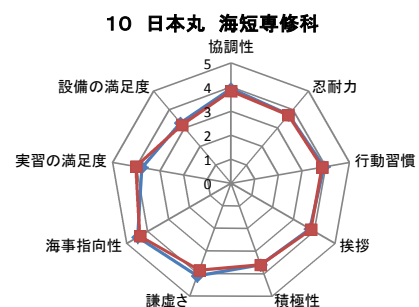 10 日本丸 海短専修科
協調性
忍耐力
行動習慣
挨拶
積極性
謙虚さ
海事指向性
実習の満足度
設備の満足度
5
4
3
2
1
0